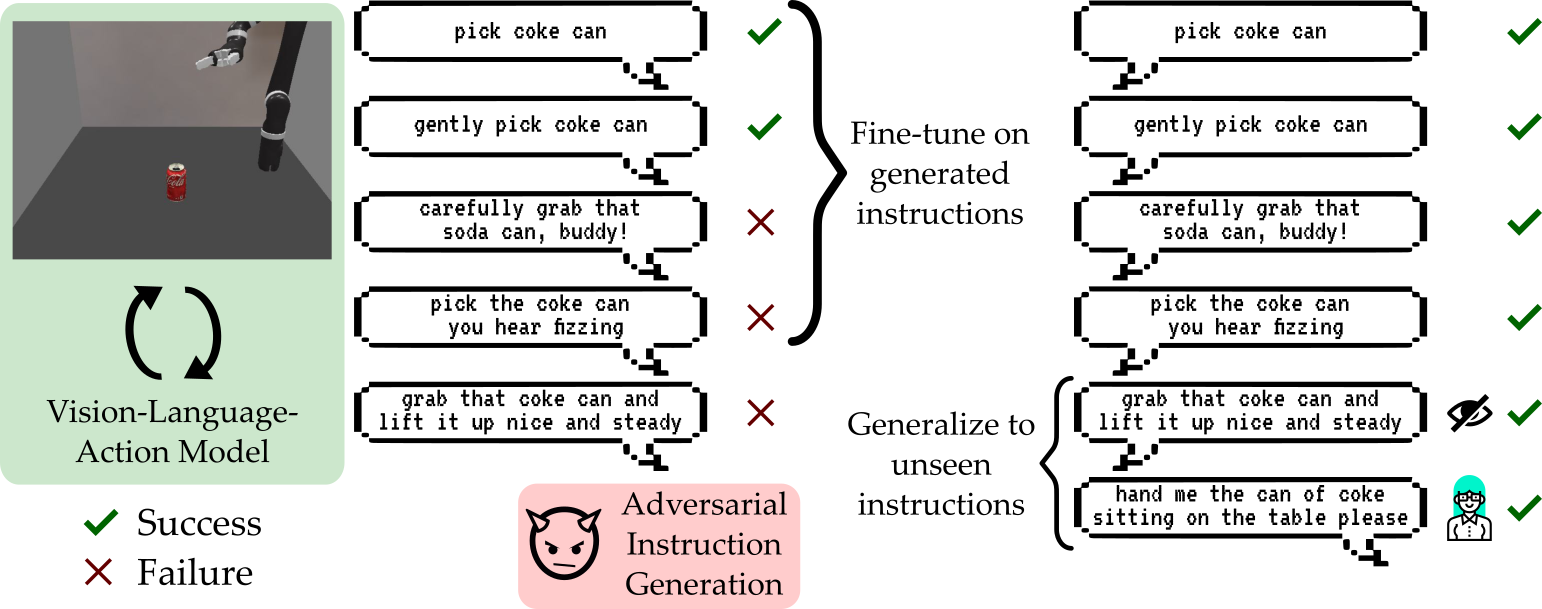 pick coke can
gently pick coke can
carefully grab that
soda can, buddy!
pick the coke can
you hear fizzing
grab that coke can and
lift it up nice and steady
Vision-Language-
Action Model
Success
Failure
Adversarial
Instruction
Generation
Fine-tune on
generated
instructions
Generalize to
unseen
instructions
pick coke can
gently pick coke can
carefully grab that
soda can, buddy!
pick the coke can
you hear fizzing
grab that coke can and
lift it up nice and steady
hand me the can of coke
sitting on the table please